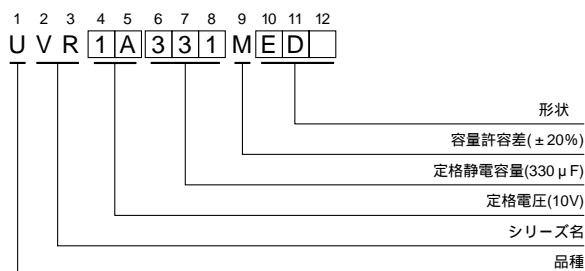 1 2 3 4 5 6 7 8 9 10 11 12
U V R 1 A 3 3 1 M E D
形状
容量許容差(±20%)
定格静電容量(330μF)
定格電圧(10V)
シリーズ名
品種